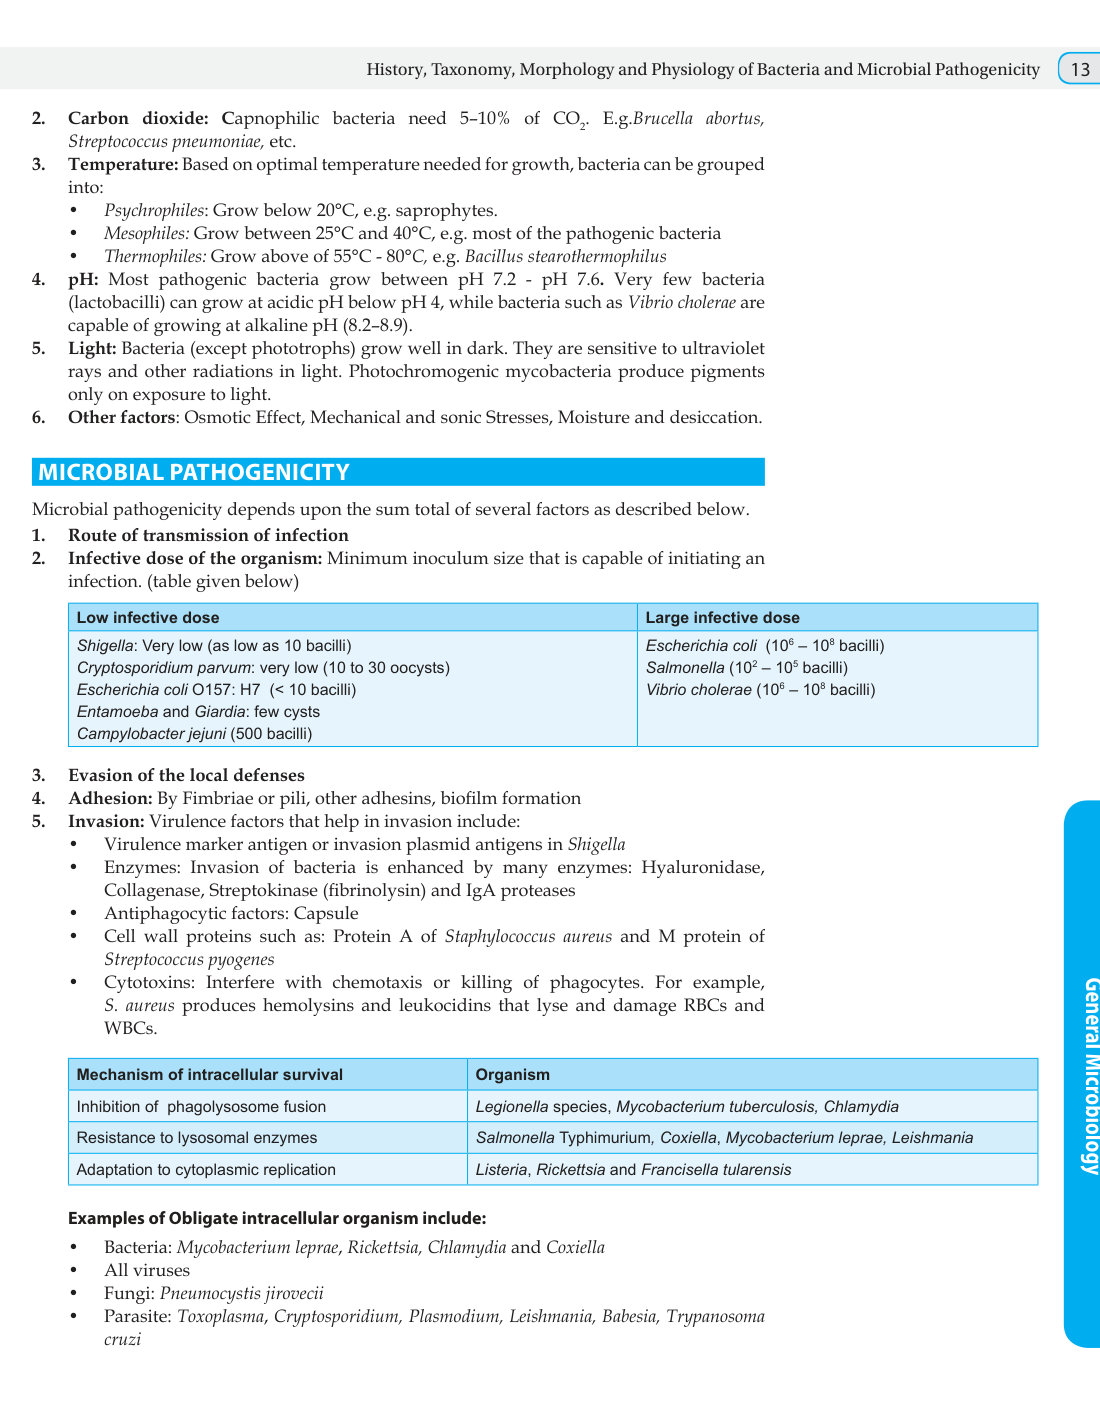 History, Taxonomy, Morphology and Physiology of Bacteria and Microbial Pathogenicity 13
2. Carbon dioxide: Capnophilic bacteria need 5–10% of CO₂. E.g.Brucella abortus,
Streptococcus pneumoniae, etc.
3. Temperature: Based on optimal temperature needed for growth, bacteria can be grouped
into:
• Psychrophiles: Grow below 20°C, e.g. saprophytes.
• Mesophiles: Grow between 25°C and 40°C, e.g. most of the pathogenic bacteria
• Thermophiles: Grow above of 55°C - 80°C, e.g. Bacillus stearothermophilus
4. pH: Most pathogenic bacteria grow between pH 7.2 - pH 7.6. Very few bacteria
(lactobacilli) can grow at acidic pH below pH 4, while bacteria such as Vibrio cholerae are
capable of growing at alkaline pH (8.2–8.9).
5. Light: Bacteria (except phototrophs) grow well in dark. They are sensitive to ultraviolet
rays and other radiations in light. Photochromogenic mycobacteria produce pigments
only on exposure to light.
6. Other factors: Osmotic Effect, Mechanical and sonic Stresses, Moisture and desiccation.
MICROBIAL PATHOGENICITY
Microbial pathogenicity depends upon the sum total of several factors as described below.
1. Route of transmission of infection
2. Infective dose of the organism: Minimum inoculum size that is capable of initiating an
infection. (table given below)
Low infective dose Large infective dose
Shigella: Very low (as low as 10 bacilli) Escherichia coli (10⁶ – 10⁸ bacilli)
Cryptosporidium parvum: very low (10 to 30 oocysts) Salmonella (10² – 10⁵ bacilli)
Escherichia coli O157: H7 (< 10 bacilli) Vibrio cholerae (10⁶ – 10⁸ bacilli)
Entamoeba and Giardia: few cysts
Campylobacter jejuni (500 bacilli)
3. Evasion of the local defenses
4. Adhesion: By Fimbriae or pili, other adhesins, biofilm formation
5. Invasion: Virulence factors that help in invasion include:
• Virulence marker antigen or invasion plasmid antigens in Shigella
• Enzymes: Invasion of bacteria is enhanced by many enzymes: Hyaluronidase,
Collagenase, Streptokinase (fibrinolysin) and IgA proteases
• Antiphagocytic factors: Capsule
• Cell wall proteins such as: Protein A of Staphylococcus aureus and M protein of
Streptococcus pyogenes
• Cytotoxins: Interfere with chemotaxis or killing of phagocytes. For example,
S. aureus produces hemolysins and leukocidins that lyse and damage RBCs and
WBCs.
Mechanism of intracellular survival Organism
Inhibition of phagolysosome fusion Legionella species, Mycobacterium tuberculosis, Chlamydia
Resistance to lysosomal enzymes Salmonella Typhimurium, Coxiella, Mycobacterium leprae, Leishmania
Adaptation to cytoplasmic replication Listeria, Rickettsia and Francisella tularensis
Examples of Obligate intracellular organism include:
• Bacteria: Mycobacterium leprae, Rickettsia, Chlamydia and Coxiella
• All viruses
• Fungi: Pneumocystis jirovecii
• Parasite: Toxoplasma, Cryptosporidium, Plasmodium, Leishmania, Babesia, Trypanosoma
cruzi
General Microbiology